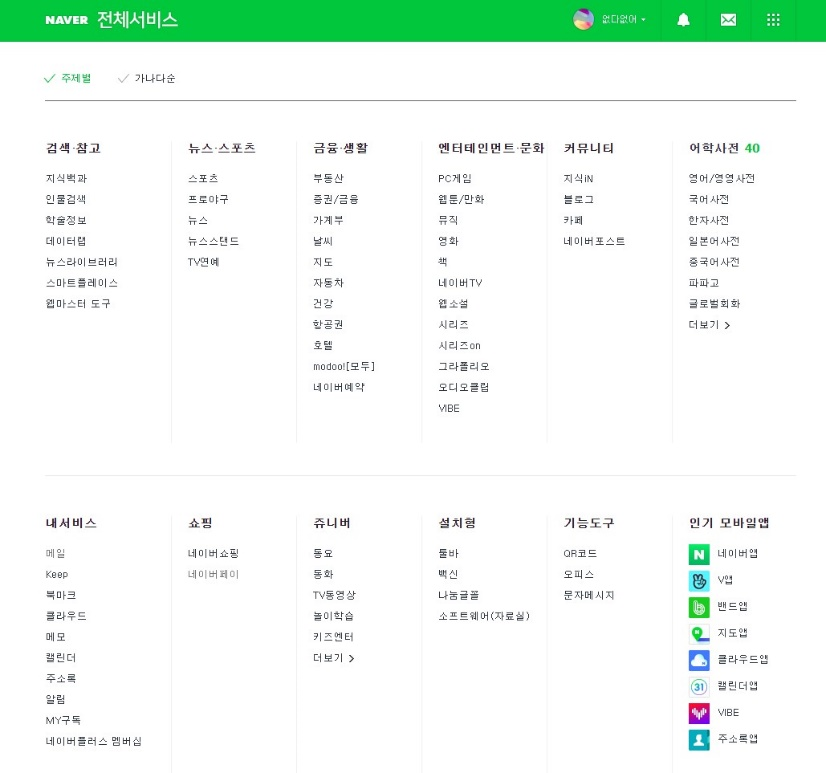 NAVER 전체서비스
없다없어
주제별
가나다순
검색·참고
지식백과
인물검색
학술정보
데이터랩
뉴스라이브러리
스마트플레이스
웹마스터 도구
뉴스·스포츠
스포츠
프로야구
뉴스
뉴스스탠드
TV연예
금융·생활
부동산
증권/금융
가계부
날씨
지도
자동차
건강
항공권
호텔
modoo![모두]
네이버예약
엔터테인먼트·문화
PC게임
웹툰/만화
뮤직
영화
책
네이버TV
웹소설
시리즈
시리즈on
그라폴리오
오디오클립
VIBE
커뮤니티
지식iN
블로그
카페
네이버포스트
어학사전 40
영어/영영사전
국어사전
한자사전
일본어사전
중국어사전
파파고
글로벌회화
더보기
내서비스
메일
Keep
북마크
클라우드
메모
캘린더
주소록
알림
MY구독
네이버플러스 멤버십
쇼핑
네이버쇼핑
네이버페이
쥬니버
동요
동화
TV동영상
놀이학습
키즈엔터
더보기
설치형
툴바
백신
나눔글꼴
소프트웨어(자료실)
기능도구
QR코드
오피스
문자메시지
인기 모바일앱
N 네이버앱
V앱
b 밴드앱
지도앱
클라우드앱
31 캘린더앱
VIBE
주소록앱